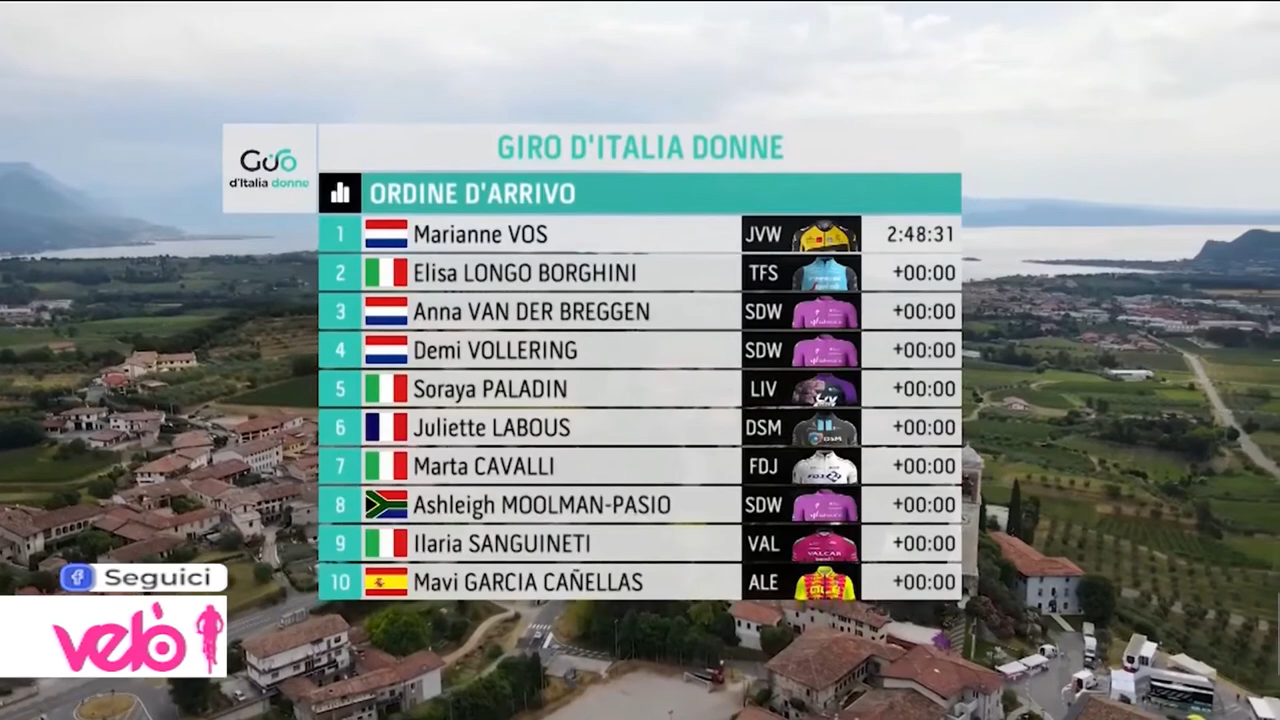 GIRO D'ITALIA DONNE
Giro
d'Italia donne
ORDINE D'ARRIVO
1 Marianne VOS JVW 2:48:31
2 Elisa LONGO BORGHINI TFS +00:00
3 Anna VAN DER BREGGEN SDW +00:00
4 Demi VOLLERING SDW +00:00
5 Soraya PALADIN LIV +00:00
6 Juliette LABOUS DSM +00:00
7 Marta CAVALLI FDJ +00:00
8 Ashleigh MOOLMAN-PASIO SDW +00:00
9 Ilaria SANGUINETI VAL +00:00
10 Mavi GARCIA CAÑELLAS ALE +00:00
f Seguici
velò